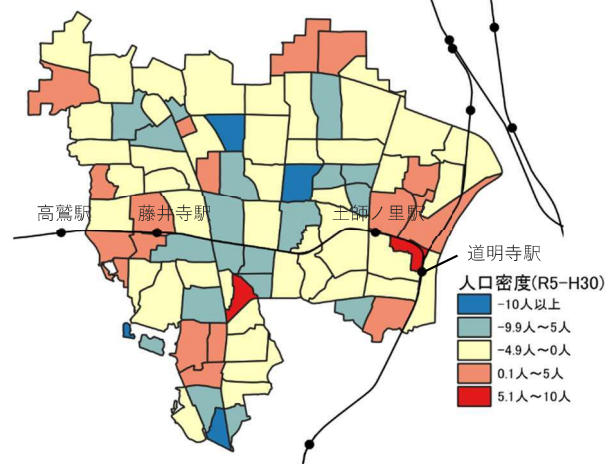 高鷲駅
藤井寺駅
土師ノ里駅
道明寺駅
人口密度(R5-H30)
-10人以上
-9.9人～5人
-4.9人～0人
0.1人～5人
5.1人～10人